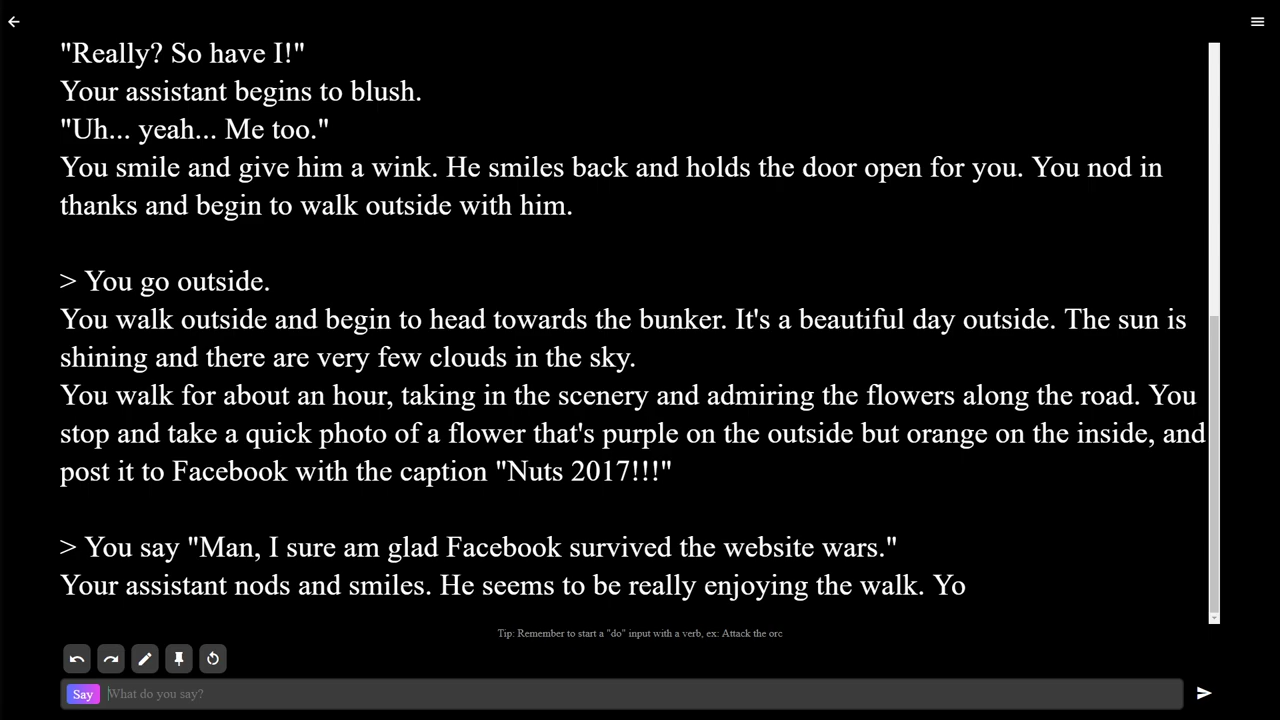 "Really? So have I!"
Your assistant begins to blush.
"Uh... yeah... Me too."
You smile and give him a wink. He smiles back and holds the door open for you. You nod in
thanks and begin to walk outside with him.
> You go outside.
You walk outside and begin to head towards the bunker. It's a beautiful day outside. The sun is
shining and there are very few clouds in the sky.
You walk for about an hour, taking in the scenery and admiring the flowers along the road. You
stop and take a quick photo of a flower that's purple on the outside but orange on the inside, and
post it to Facebook with the caption "Nuts 2017!!!"
> You say "Man, I sure am glad Facebook survived the website wars."
Your assistant nods and smiles. He seems to be really enjoying the walk. Yo
Tip: Remember to start a "do" input with a verb, ex: Attack the orc
Say What do you say?